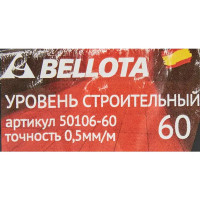 BELLOTA
УРОВЕНЬ СТРОИТЕЛЬНЫЙ
артикул 50106-60
точность 0,5мм/м
60